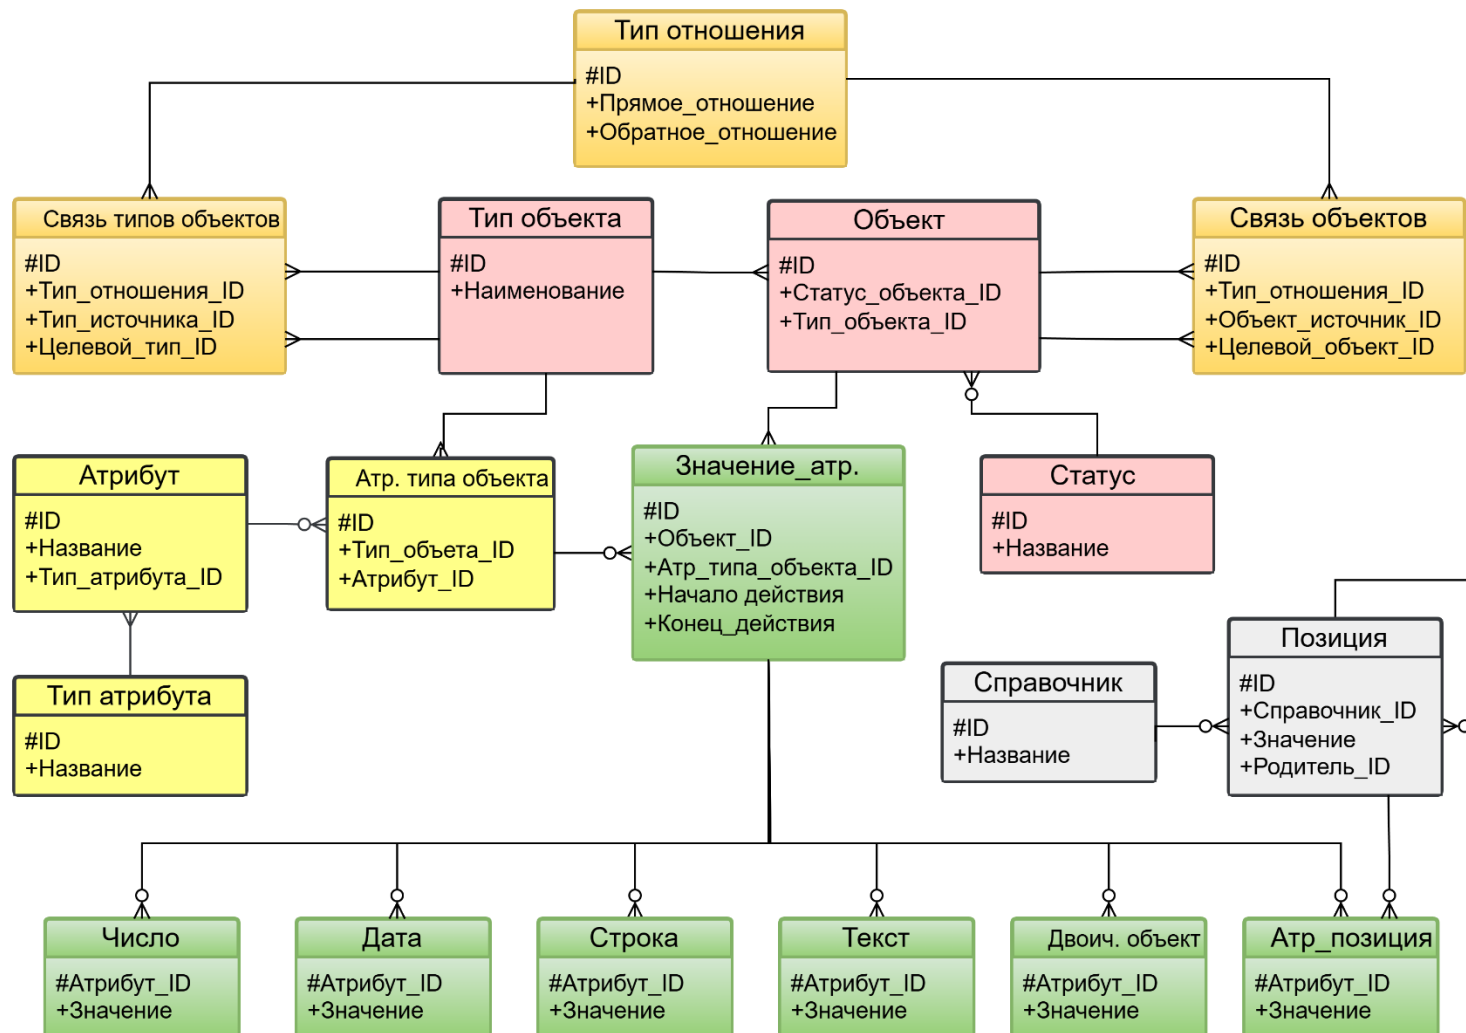 Тип отношения
#ID
+Прямое_отношение
+Обратное_отношение
Связь типов объектов
#ID
+Тип_отношения_ID
+Тип_источника_ID
+Целевой_тип_ID
Тип объекта
#ID
+Наименование
Объект
#ID
+Статус_объекта_ID
+Тип_объекта_ID
Связь объектов
#ID
+Тип_отношения_ID
+Объект_источник_ID
+Целевой_объект_ID
Атрибут
#ID
+Название
+Тип_атрибута_ID
Атр. типа объекта
#ID
+Тип_объета_ID
+Атрибут_ID
Значение_атр.
#ID
+Объект_ID
+Атр_типа_объекта_ID
+Начало действия
+Конец_действия
Статус
#ID
+Название
Тип атрибута
#ID
+Название
Справочник
#ID
+Название
Позиция
#ID
+Справочник_ID
+Значение
+Родитель_ID
Число
#Атрибут_ID
+Значение
Дата
#Атрибут_ID
+Значение
Строка
#Атрибут_ID
+Значение
Текст
#Атрибут_ID
+Значение
Двоич. объект
#Атрибут_ID
+Значение
Атр_позиция
#Атрибут_ID
+Значение